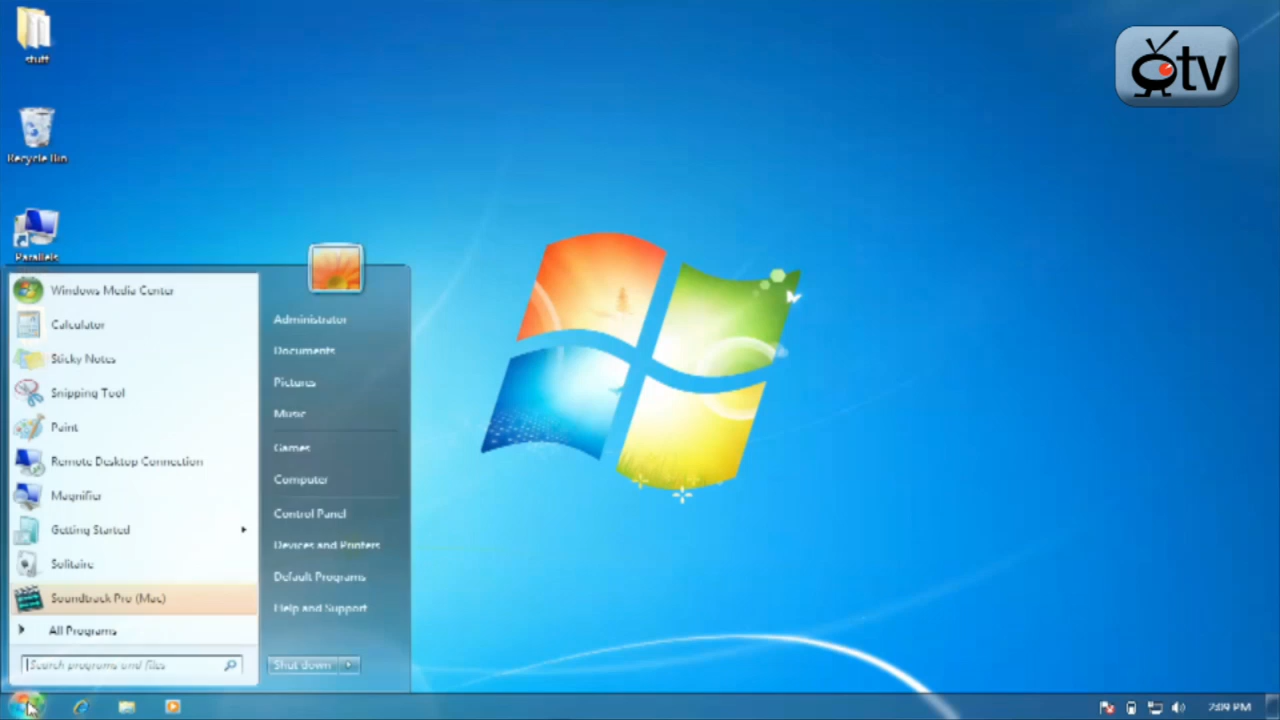 stuff
tv
Recycle Bin
Parallels
Windows Media Center
Calculator
Sticky Notes
Snipping Tool
Paint
Remote Desktop Connection
Magnifier
Getting Started
Solitaire
Soundtrack Pro (Mac)
All Programs
Search programs and files
Administrator
Documents
Pictures
Music
Games
Computer
Control Panel
Devices and Printers
Default Programs
Help and Support
Shut down
2:09 PM